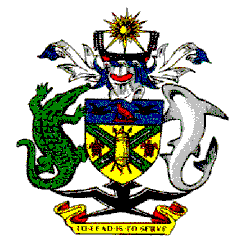 TO LEAD IS TO SERVE